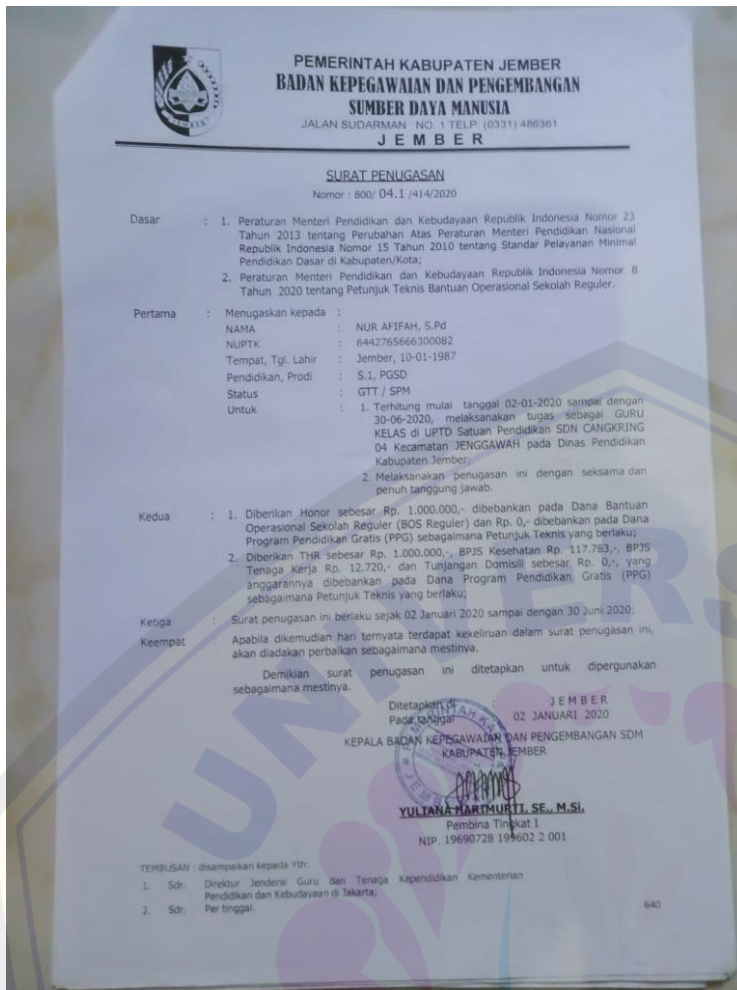 PEMERINTAH KABUPATEN JEMBER
BADAN KEPEGAWAIAN DAN PENGEMBANGAN
SUMBER DAYA MANUSIA
JALAN SUDARMAN NO. 1 TELP. (0331) 486361
J E M B E R
SURAT PENUGASAN
Nomor : 800/ 04.1 /414/2020
Dasar : 1. Peraturan Menteri Pendidikan dan Kebudayaan Republik Indonesia Nomor 23
Tahun 2013 tentang Perubahan Atas Peraturan Menteri Pendidikan Nasional
Republik Indonesia Nomor 15 Tahun 2010 tentang Standar Pelayanan Minimal
Pendidikan Dasar di Kabupaten/Kota;
2. Peraturan Menteri Pendidikan dan Kebudayaan Republik Indonesia Nomor 8
Tahun 2020 tentang Petunjuk Teknis Bantuan Operasional Sekolah Reguler.
Pertama : Menugaskan kepada :
NAMA : NUR AFIFAH, S.Pd
NUPTK : 6442765666300082
Tempat, Tgl. Lahir : Jember, 10-01-1987
Pendidikan, Prodi : S.1, PGSD
Status : GTT / SPM
Untuk : 1. Terhitung mulai tanggal 02-01-2020 sampai dengan
30-06-2020, melaksanakan tugas sebagai GURU
KELAS di UPTD Satuan Pendidikan SDN CANGKRING
04 Kecamatan JENGGAWAH pada Dinas Pendidikan
Kabupaten Jember;
2. Melaksanakan penugasan ini dengan seksama dan
penuh tanggung jawab.
Kedua : 1. Diberikan Honor sebesar Rp. 1.000.000,- dibebankan pada Dana Bantuan
Operasional Sekolah Reguler (BOS Reguler) dan Rp. 0,- dibebankan pada Dana
Program Pendidikan Gratis (PPG) sebagaimana Petunjuk Teknis yang berlaku;
2. Diberikan THR sebesar Rp. 1.000.000,-, BPJS Kesehatan Rp. 117.783,-, BPJS
Tenaga Kerja Rp. 12.720,- dan Tunjangan Domisili sebesar Rp. 0,-, yang
anggarannya dibebankan pada Dana Program Pendidikan Gratis (PPG)
sebagaimana Petunjuk Teknis yang berlaku;
Ketiga : Surat penugasan ini berlaku sejak 02 Januari 2020 sampai dengan 30 Juni 2020;
Keempat : Apabila dikemudian hari ternyata terdapat kekeliruan dalam surat penugasan ini,
akan diadakan perbaikan sebagaimana mestinya.
Demikian surat penugasan ini ditetapkan untuk dipergunakan
sebagaimana mestinya.
Ditetapkan di : J E M B E R
Pada tanggal 02 JANUARI 2020
KEPALA BADAN KEPEGAWAIAN DAN PENGEMBANGAN SDM
KABUPATEN JEMBER
YULIANA HARIMURTI, SE., M.Si.
Pembina Tingkat I
NIP. 19690728 199602 2 001
TEMBUSAN : disampaikan kepada Yth:
1. Sdr. Direktur Jenderal Guru dan Tenaga Kependidikan Kementerian
Pendidikan dan Kebudayaan di Jakarta;
2. Sdr. Per tinggal.
640
UNIVERS